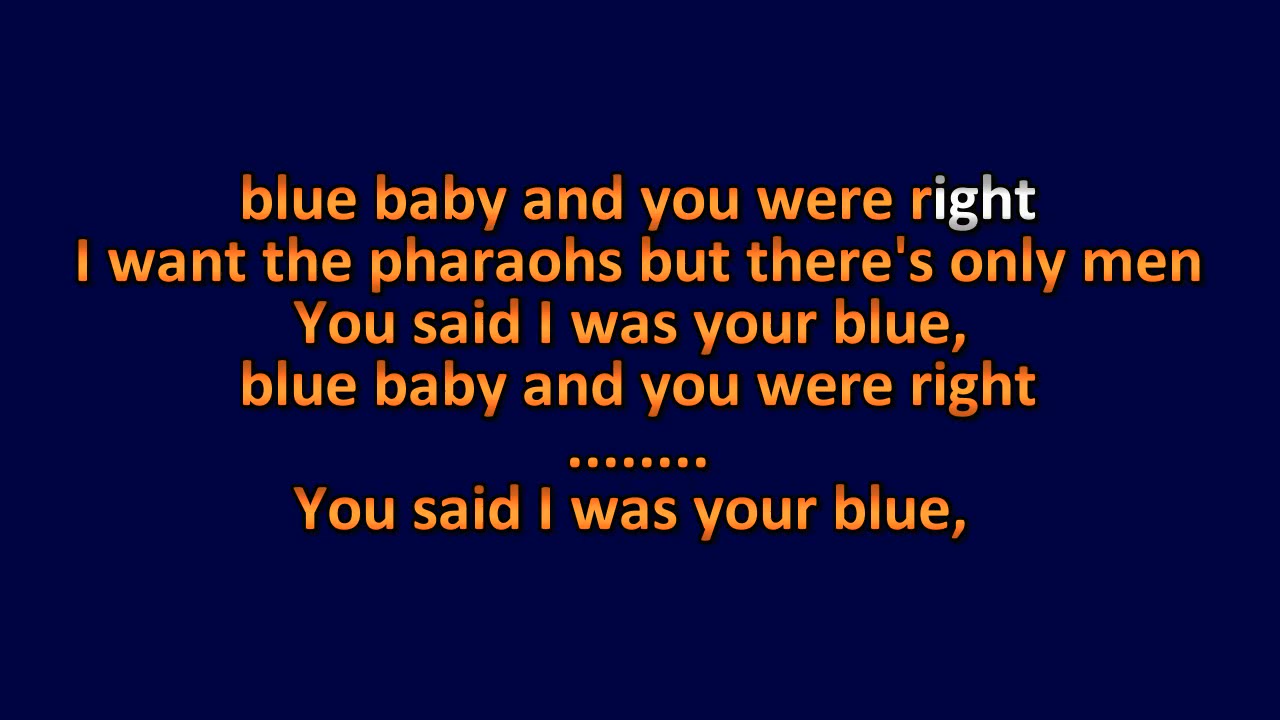 blue baby and you were right
I want the pharaohs but there's only men
You said I was your blue,
blue baby and you were right
........
You said I was your blue,